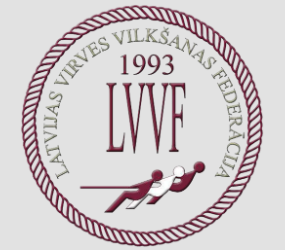 LATVIJAS VIRVES VILKŠANAS FEDERĀCIJA
1993
LVVF